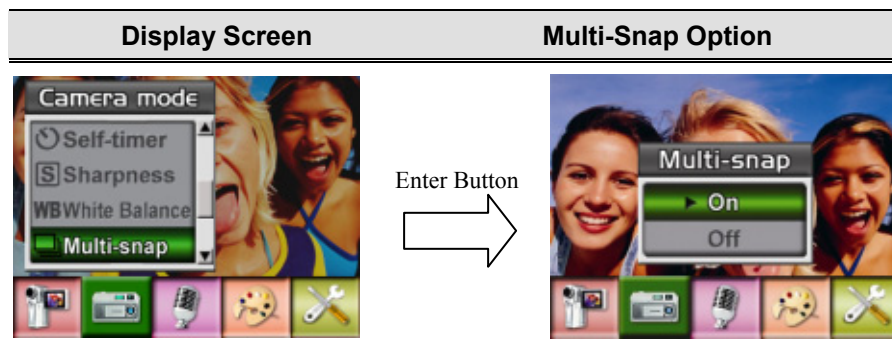 Display Screen Multi-Snap Option
Camera mode
Self-timer
S Sharpness
WB White Balance
Multi-snap
Enter Button
Multi-snap
On
Off